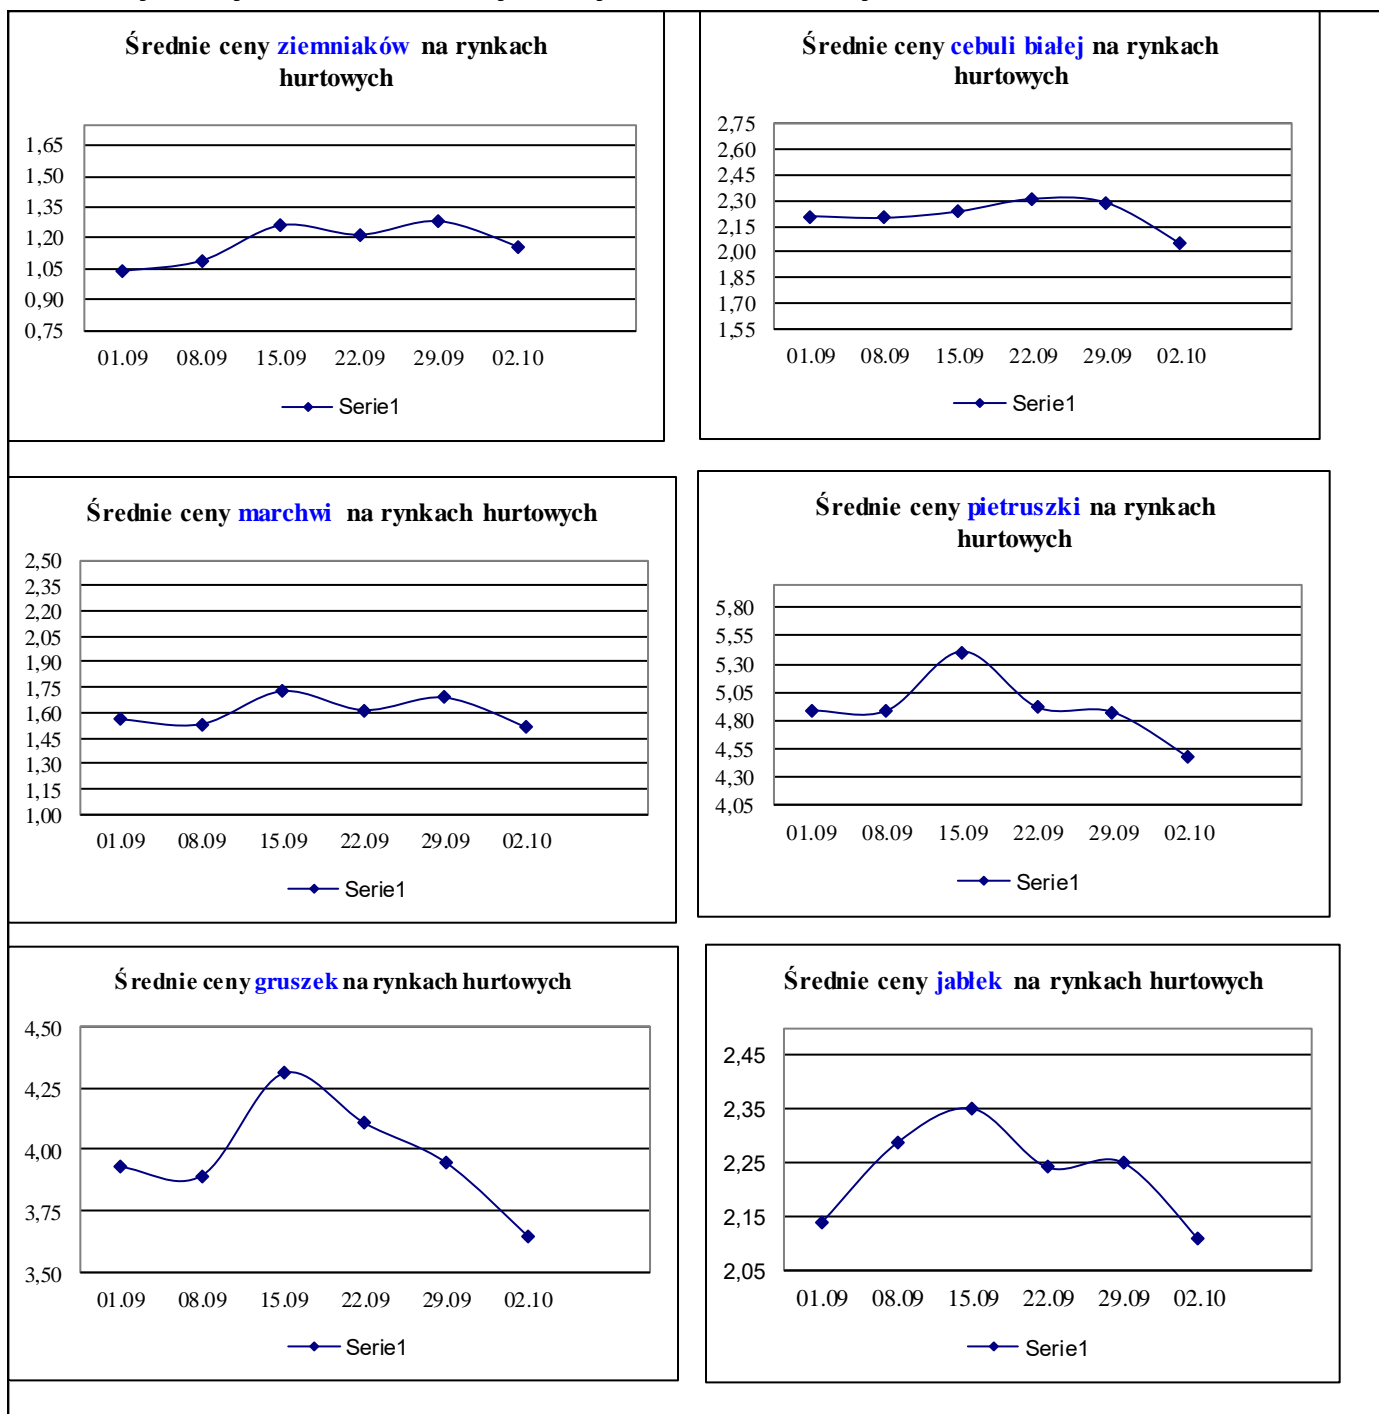 Średnie ceny ziemniaków na rynkach
hurtowych
1,65
1,50
1,35
1,20
1,05
0,90
0,75
01.09 08.09 15.09 22.09 29.09 02.10
Serie1
Średnie ceny cebuli białej na rynkach
hurtowych
2,75
2,60
2,45
2,30
2,15
2,00
1,85
1,70
1,55
01.09 08.09 15.09 22.09 29.09 02.10
Serie1
Średnie ceny marchwi na rynkach hurtowych
2,50
2,35
2,20
2,05
1,90
1,75
1,60
1,45
1,30
1,15
1,00
01.09 08.09 15.09 22.09 29.09 02.10
Serie1
Średnie ceny pietruszki na rynkach
hurtowych
5,80
5,55
5,30
5,05
4,80
4,55
4,30
4,05
01.09 08.09 15.09 22.09 29.09 02.10
Serie1
Średnie ceny gruszek na rynkach hurtowych
4,50
4,25
4,00
3,75
3,50
01.09 08.09 15.09 22.09 29.09 02.10
Serie1
Średnie ceny jabłek na rynkach hurtowych
2,45
2,35
2,25
2,15
2,05
01.09 08.09 15.09 22.09 29.09 02.10
Serie1